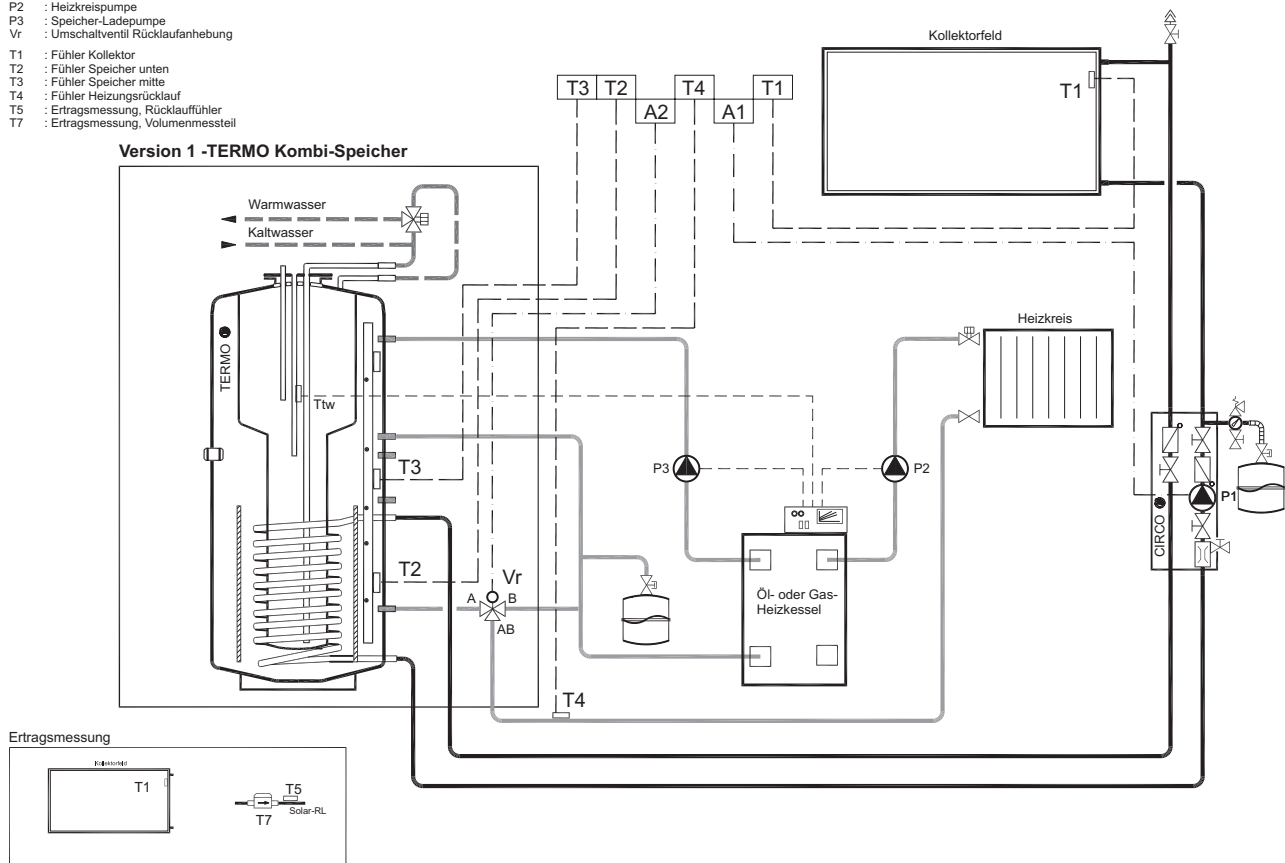 P2 : Heizkreispumpe
P3 : Speicher-Ladepumpe
Vr : Umschaltventil Rücklaufanhebung
T1 : Fühler Kollektor
T2 : Fühler Speicher unten
T3 : Fühler Speicher mitte
T4 : Fühler Heizungsrücklauf
T5 : Ertragsmessung, Rücklauffühler
T7 : Ertragsmessung, Volumenmessteil
Kollektorfeld
T1
T3 T2 T4 T1
A2 A1
Version 1 -TERMO Kombi-Speicher
Warmwasser
Kaltwasser
TERMO
Ttw
T3
T2
Vr
A B
AB
T4
P3
P2
Öl- oder Gas-
Heizkessel
Heizkreis
P1
CIRCO
Ertragsmessung
Kollektorfeld
T1
T5
Solar-RL
T7